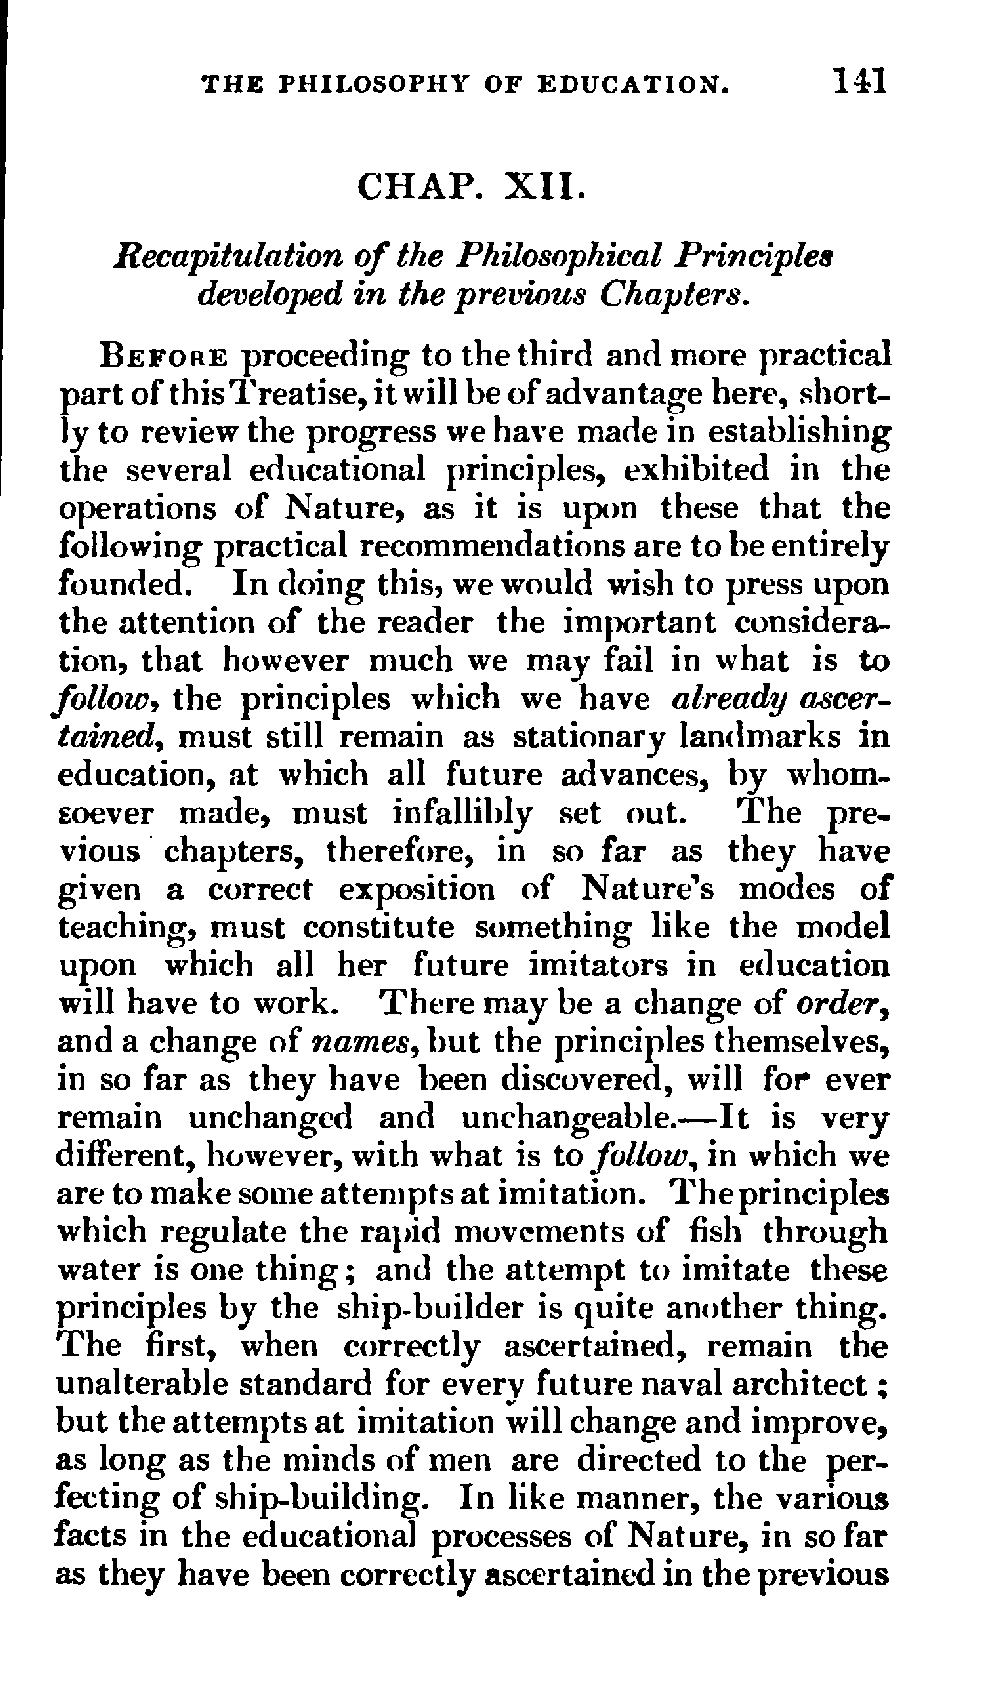 THE PHILOSOPHY OF EDUCATION. 141
CHAP. XII.
Recapitulation of the Philosophical Principles
developed in the previous Chapters.
BEFORE proceeding to the third and more practical
part of this Treatise, it will be of advantage here, short-
ly to review the progress we have made in establishing
the several educational principles, exhibited in the
operations of Nature, as it is upon these that the
following practical recommendations are to be entirely
founded. In doing this, we would wish to press upon
the attention of the reader the important considera-
tion, that however much we may fail in what is to
follow, the principles which we have already ascer-
tained, must still remain as stationary landmarks in
education, at which all future advances, by whom-
soever made, must infallibly set out. The pre-
vious chapters, therefore, in so far as they have
given a correct exposition of Nature's modes of
teaching, must constitute something like the model
upon which all her future imitators in education
will have to work. There may be a change of order,
and a change of names, but the principles themselves,
in so far as they have been discovered, will for ever
remain unchanged and unchangeable.—It is very
different, however, with what is to follow, in which we
are to make some attempts at imitation. The principles
which regulate the rapid movements of fish through
water is one thing; and the attempt to imitate these
principles by the ship-builder is quite another thing.
The first, when correctly ascertained, remain the
unalterable standard for every future naval architect;
but the attempts at imitation will change and improve,
as long as the minds of men are directed to the per-
fecting of ship-building. In like manner, the various
facts in the educational processes of Nature, in so far
as they have been correctly ascertained in the previous